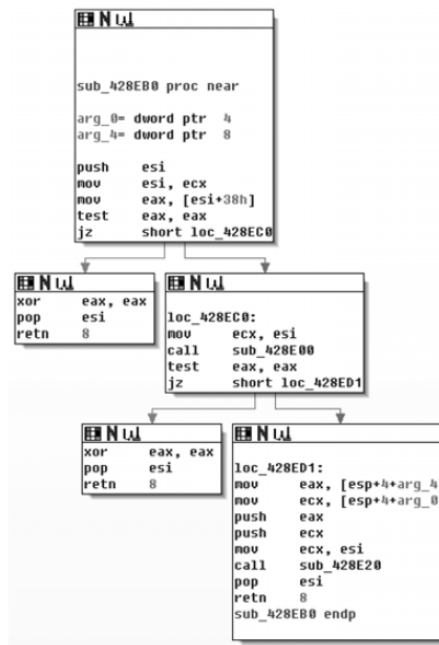 sub_428EB0 proc near
arg_0= dword ptr 4
arg_4= dword ptr 8
push esi
mov esi, ecx
mov eax, [esi+38h]
test eax, eax
jz short loc_428EC0
xor eax, eax
pop esi
retn 8
loc_428EC0:
mov ecx, esi
call sub_428E00
test eax, eax
jz short loc_428ED1
xor eax, eax
pop esi
retn 8
loc_428ED1:
mov eax, [esp+4+arg_4
mov ecx, [esp+4+arg_0
push eax
push ecx
mov ecx, esi
call sub_428E20
pop esi
retn 8
sub_428EB0 endp